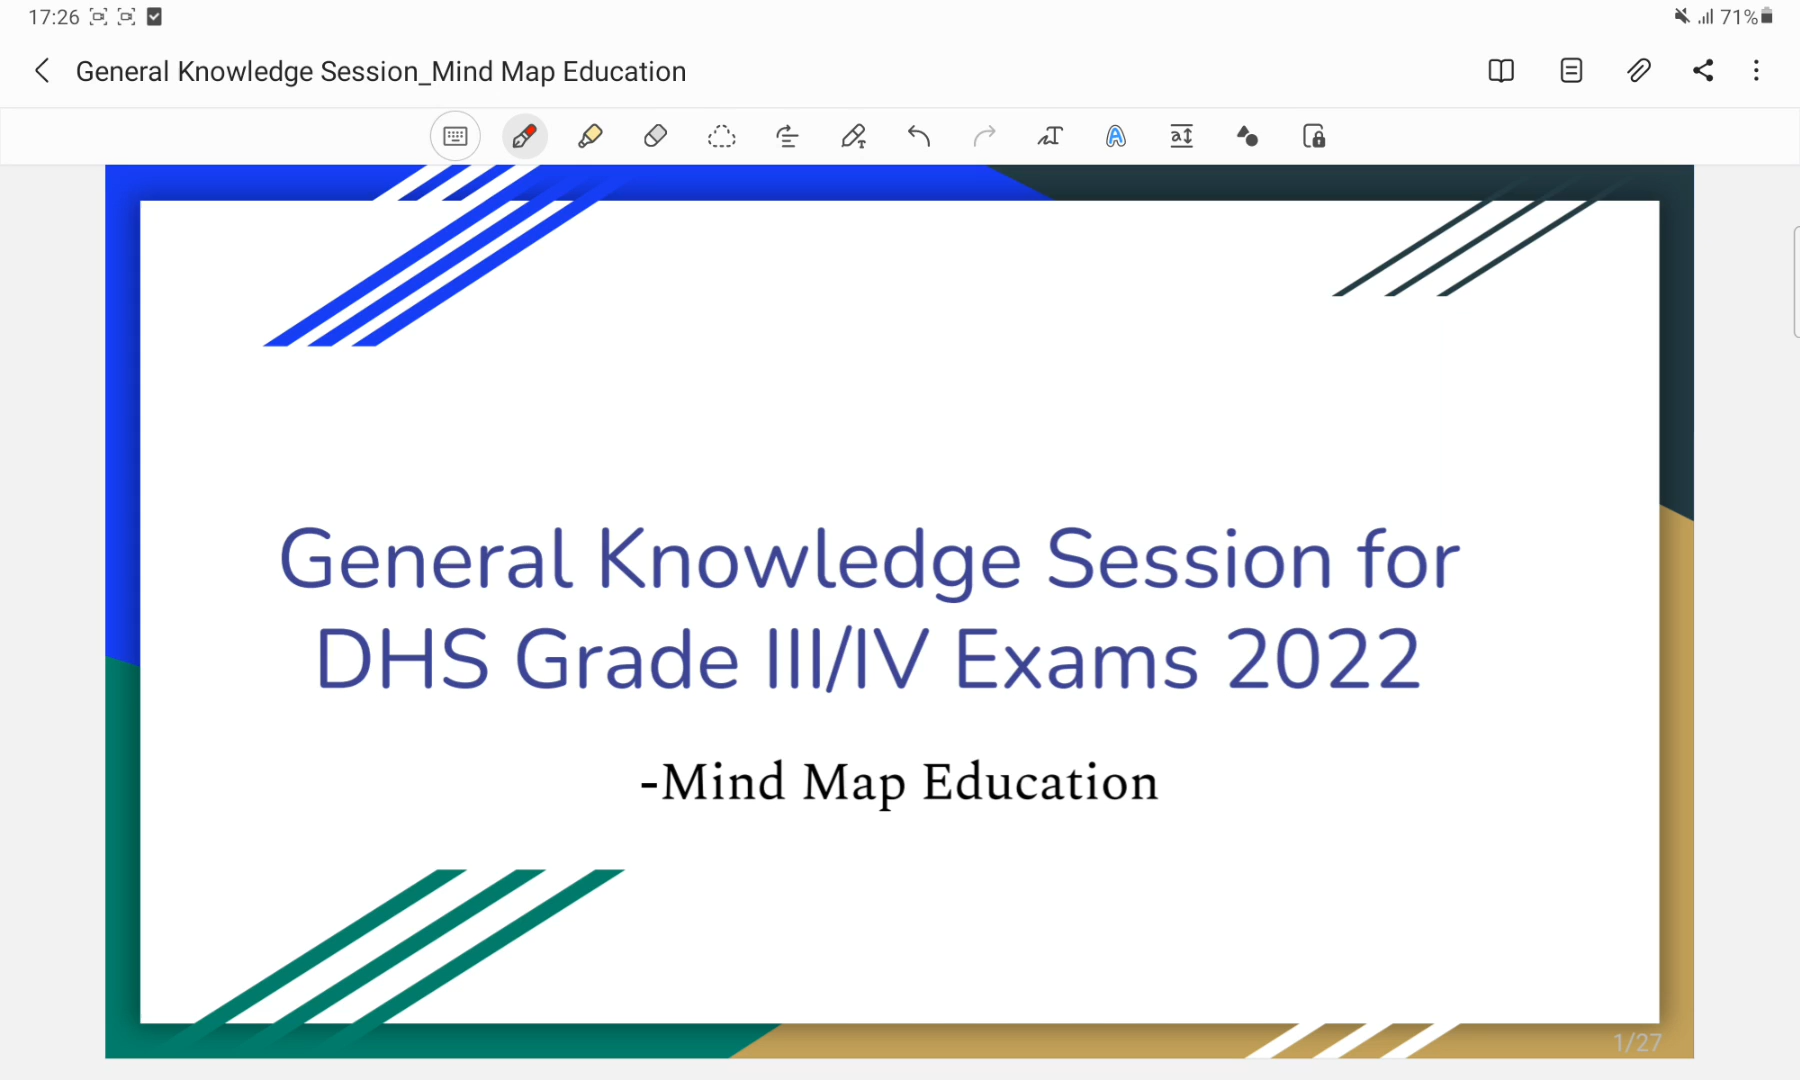 17:26
71%
General Knowledge Session_Mind Map Education
General Knowledge Session for
DHS Grade III/IV Exams 2022
-Mind Map Education
1/27